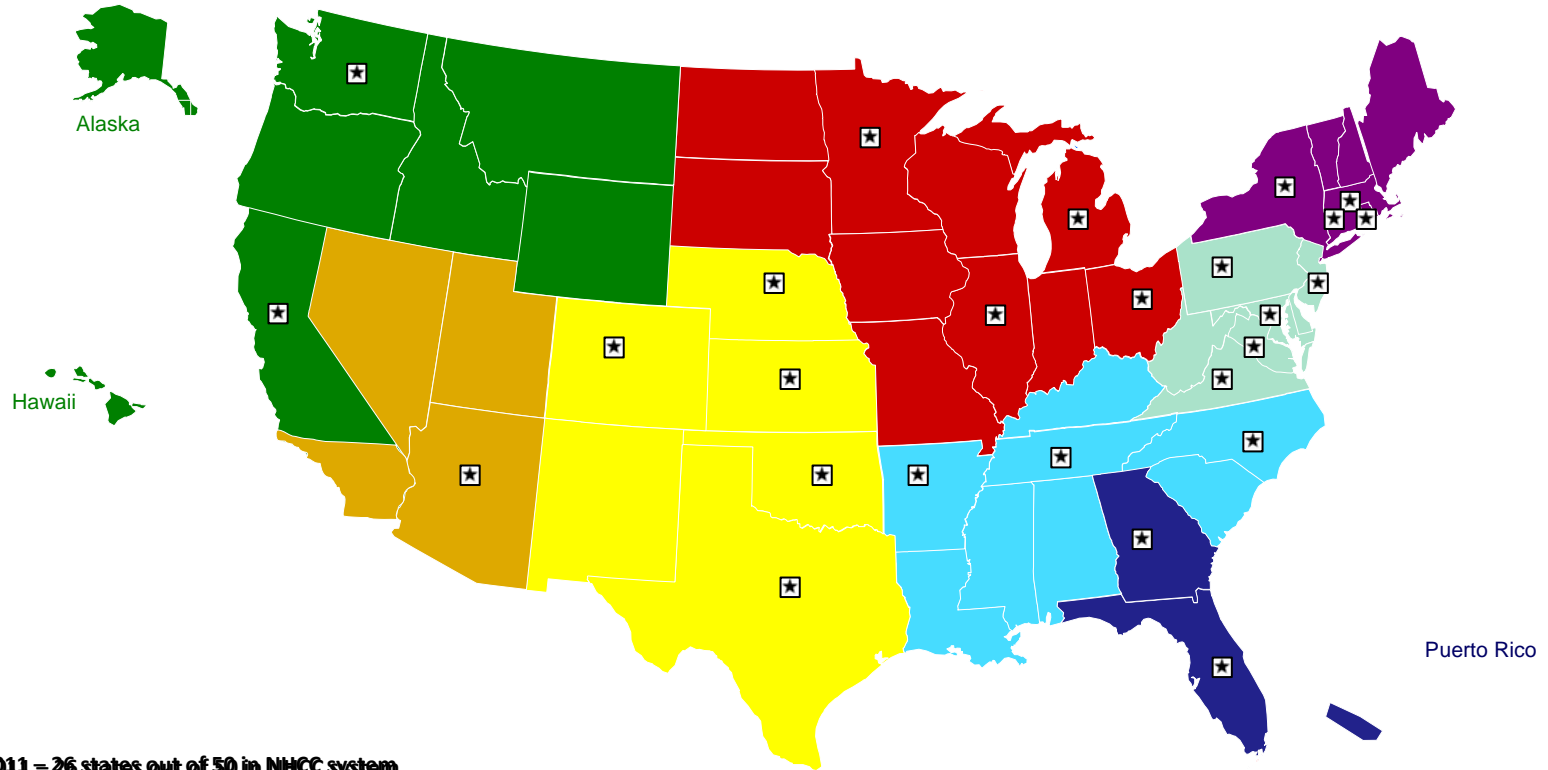 Alaska
Hawaii
Puerto Rico
– 26 states out of 50 in NHCC system